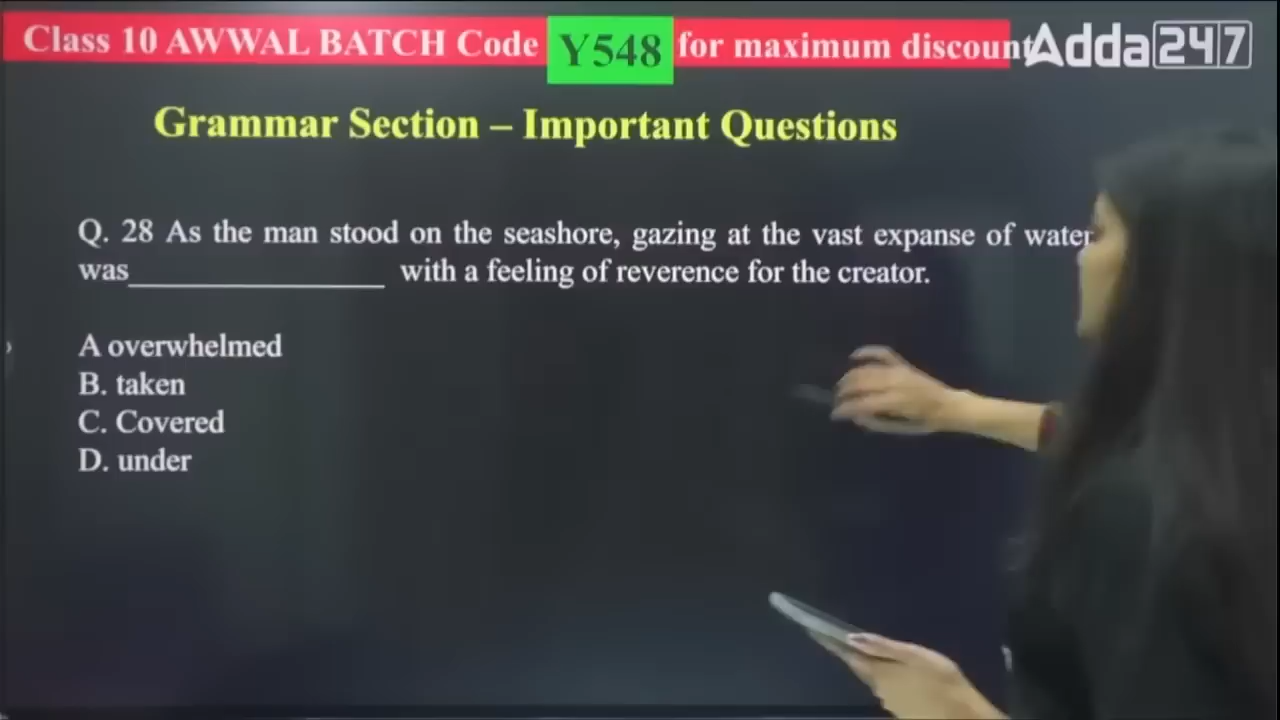 Class 10 AWWAL BATCH Code Y548 for maximum discount
Adda247
Grammar Section – Important Questions
Q. 28 As the man stood on the seashore, gazing at the vast expanse of water
was______________ with a feeling of reverence for the creator.
A overwhelmed
B. taken
C. Covered
D. under